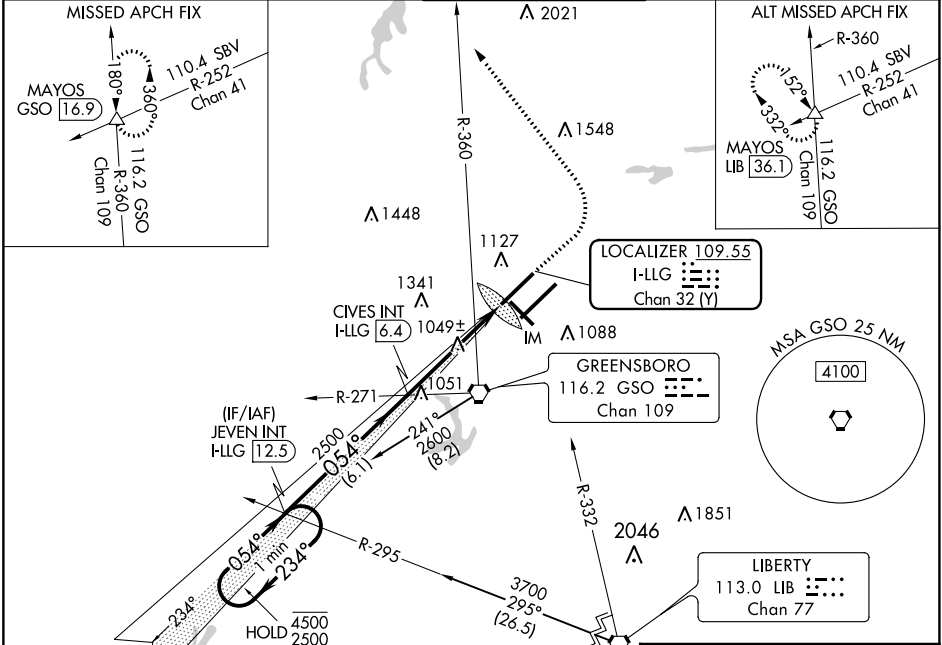 MISSED APCH FIX
110.4 SBV
R-252
Chan 41
MAYOS
GSO 16.9
180°
360°
116.2 GSO
R-360
Chan 109
2021
R-360
1548
1448
1127
1341
CIVES INT
I-LLG 6.4
1049±
IM
1088
LOCALIZER 109.55
I-LLG
Chan 32 (Y)
ALT MISSED APCH FIX
R-360
110.4 SBV
R-252
Chan 41
152°
332°
MAYOS
LIB 36.1
116.2 GSO
Chan 109
MSA GSO 25 NM
4100
GREENSBORO
116.2 GSO
Chan 109
R-271
1051
(IF/IAF)
JEVEN INT
I-LLG 12.5
2500
054°
(6.1)
241°
2600
(8.2)
054°
1 min
234°
234°
HOLD 4500
2500
R-295
3700
295°
(26.5)
R-332
2046
1851
LIBERTY
113.0 LIB
Chan 77